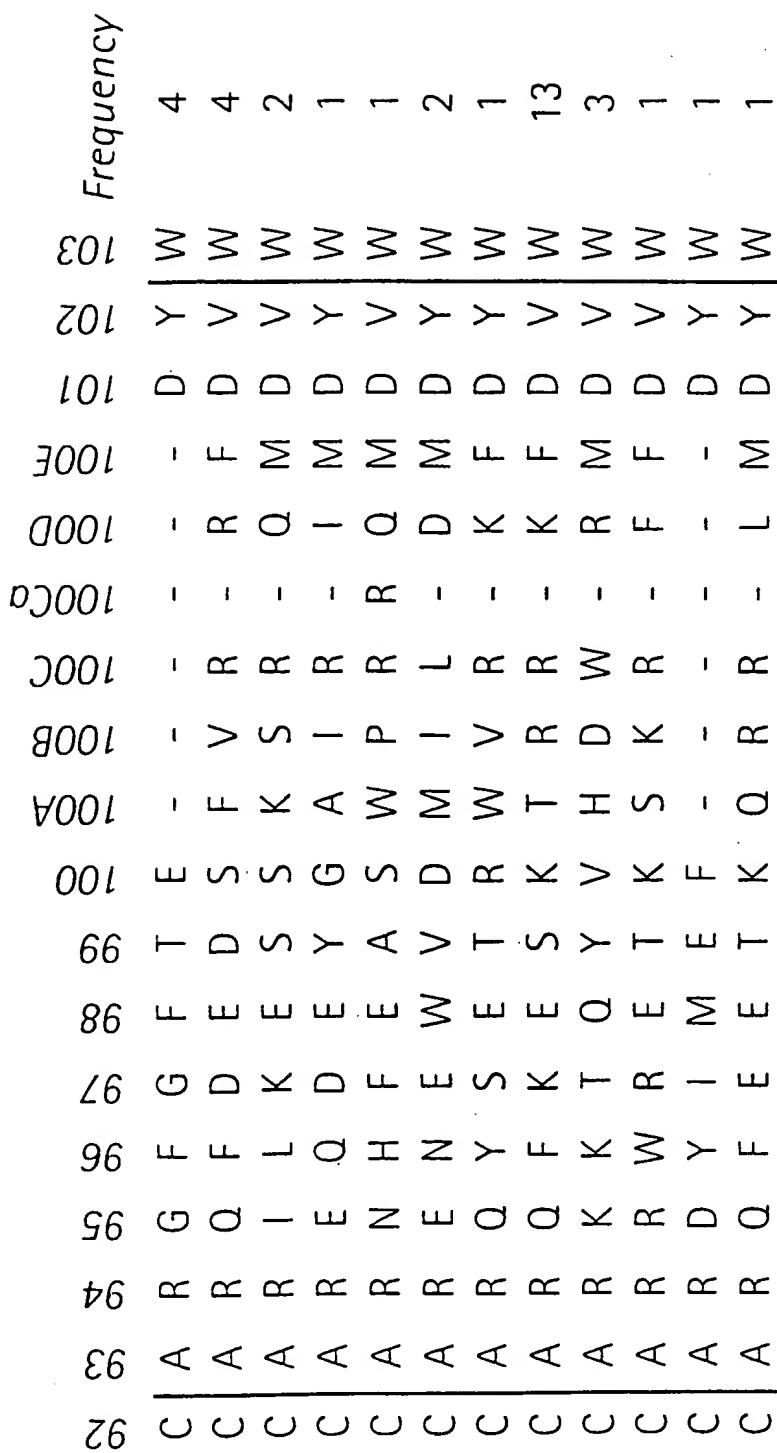 92 93 94 95 96 97 98 99 100 100A 100B 100C 100Ca 100D 100E 101 102 103 Frequency
C A R G F G F T E - - - - - - D Y W 4
C A R Q F D E D S F V R - R F D V W 4
C A R I L K E S S K S R - Q M D V W 2
C A R E Q D E Y G A I R - I M D Y W 1
C A R N H F E A S W P R R Q M D V W 1
C A R E N E W V D M I L - D M D Y W 2
C A R Q Y S E T R W V R - K F D Y W 1
C A R Q F K E S K T R R - K F D V W 13
C A R K K T Q Y V H D W - R M D V W 3
C A R R W R E T K S K R - F F D V W 1
C A R D Y I M E F - - - - - - D Y W 1
C A R Q F E E T K Q R R - L M D Y W 1